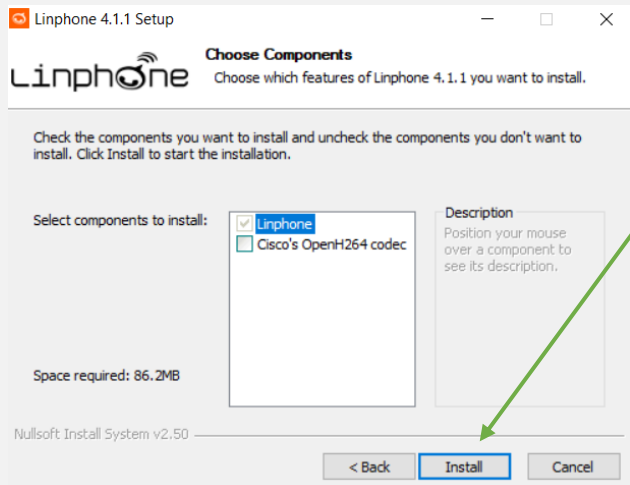 Linphone 4.1.1 Setup
Linphone
Choose Components
Choose which features of Linphone 4.1.1 you want to install.
Check the components you want to install and uncheck the components you don't want to
install. Click Install to start the installation.
Select components to install:
Linphone
Cisco's OpenH264 codec
Description
Position your mouse
over a component to
see its description.
Space required: 86.2MB
Nullsoft Install System v2.50
< Back
Install
Cancel